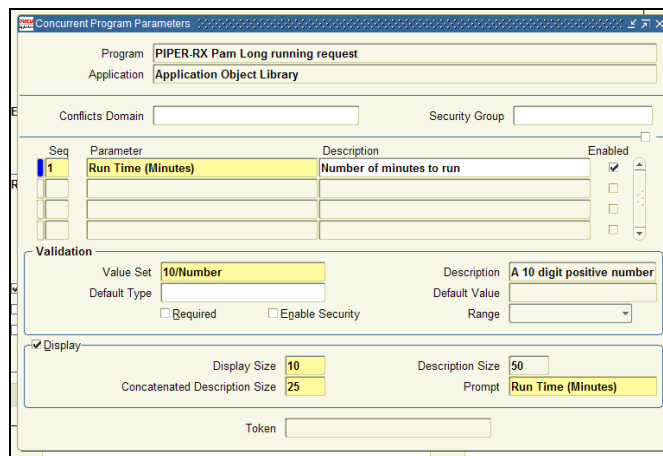 Concurrent Program Parameters
Program PIPER-RX Pam Long running request
Application Application Object Library
Conflicts Domain Security Group
Seq Parameter Description Enabled
1 Run Time (Minutes) Number of minutes to run
Validation
Value Set 10/Number Description A 10 digit positive number
Default Type Default Value
Required Enable Security Range
Display
Display Size 10 Description Size 50
Concatenated Description Size 25 Prompt Run Time (Minutes)
Token